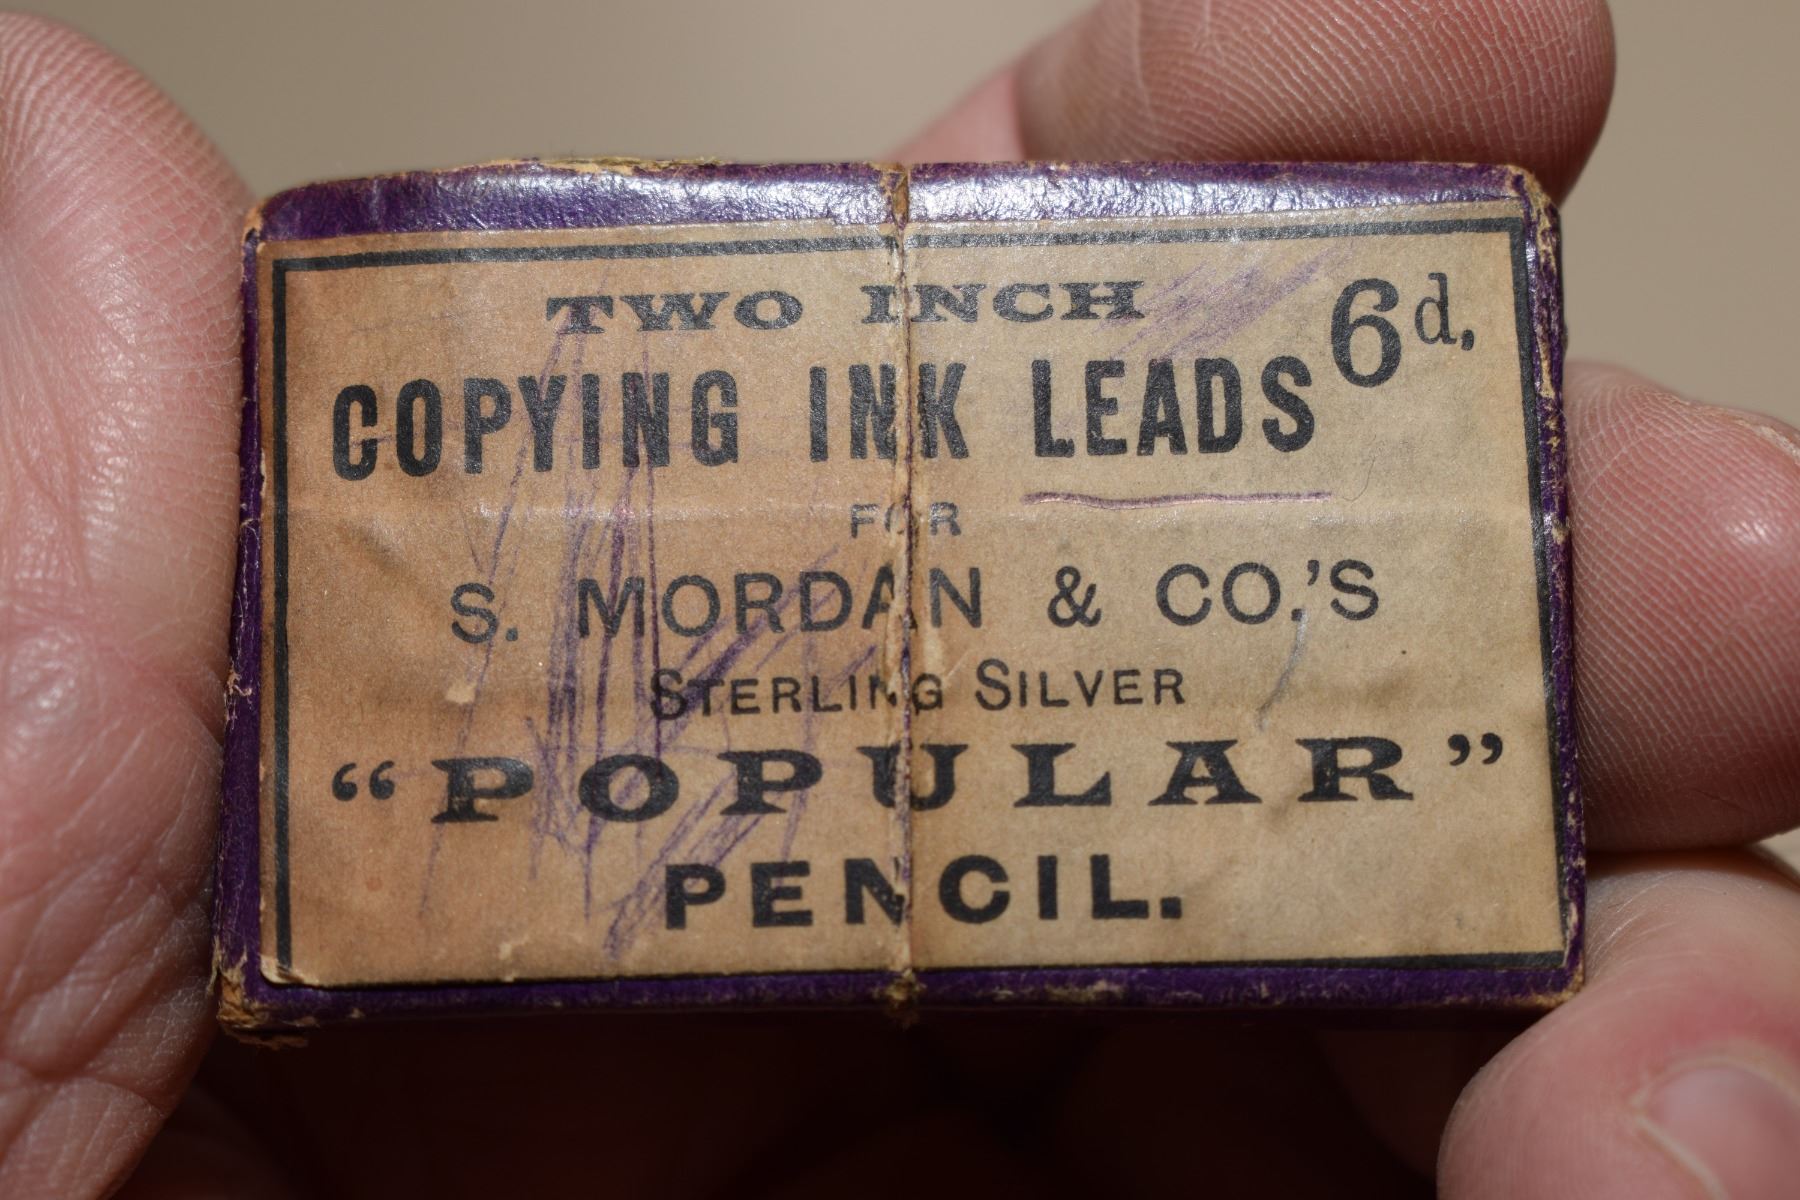 TWO INCH 6d.
COPYING INK LEADS
FOR
S. MORDAN & CO.'S
STERLING SILVER
“POPULAR”
PENCIL.